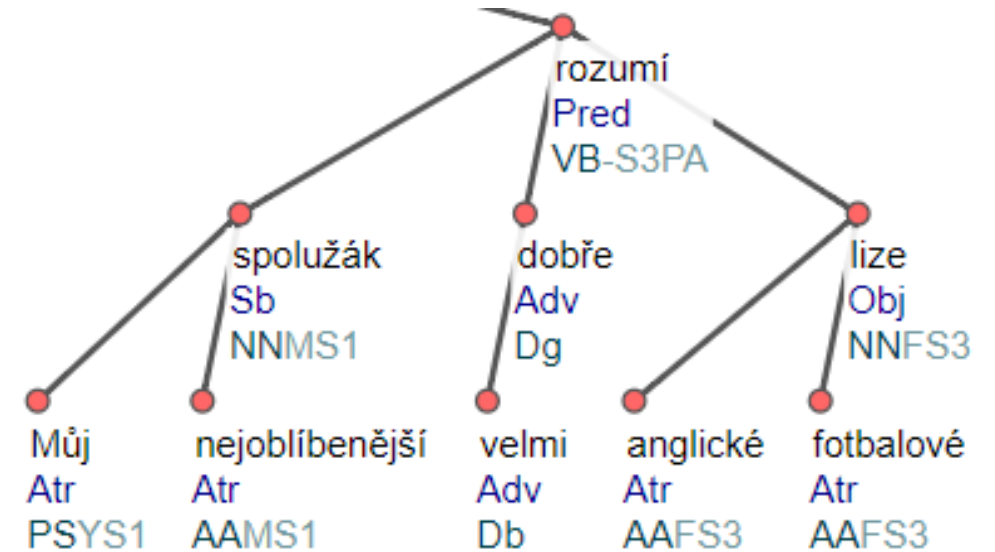 rozumí
Pred
VB-S3PA
spolužák
Sb
NNMS1
dobře
Adv
Dg
lize
Obj
NNFS3
Můj
Atr
PSYS1
nejoblíbenější
Atr
AAMS1
velmi
Adv
Db
anglické
Atr
AAFS3
fotbalové
Atr
AAFS3